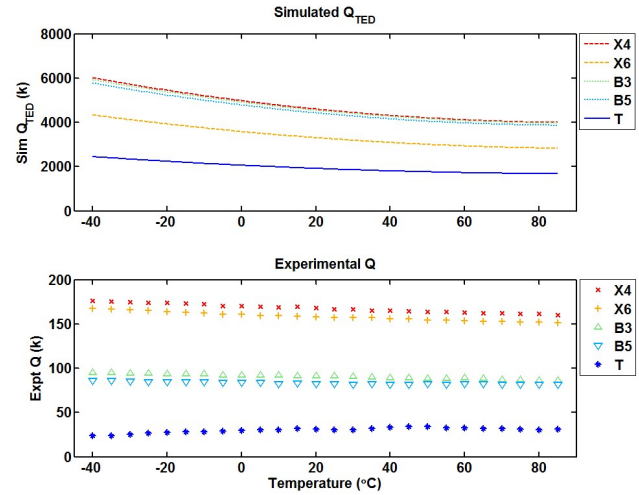 Simulated Q_TED
Sim Q_TED (k)
8000
6000
4000
2000
0
-40 -20 0 20 40 60 80
X4
X6
B3
B5
T
Experimental Q
Expt Q (k)
200
150
100
50
0
-40 -20 0 20 40 60 80
Temperature (°C)
X4
X6
B3
B5
T